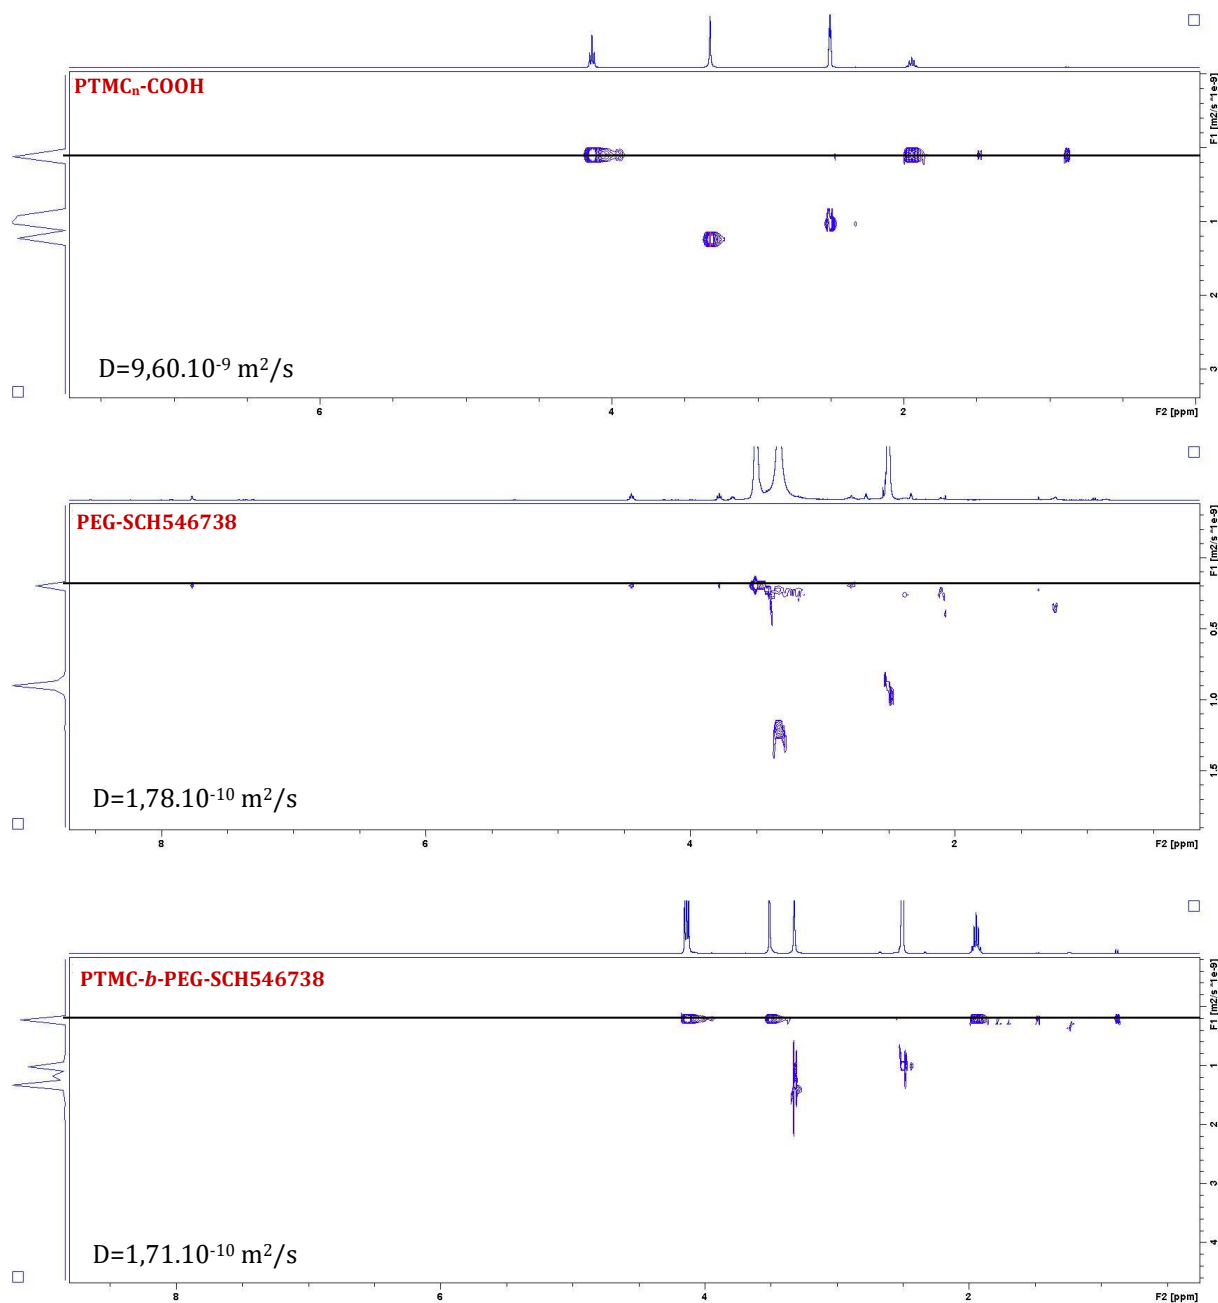 PTMCₙ-COOH
F1 [m2/s *1e-9]
1
2
3
D=9,60.10⁻⁹ m²/s
6
4
2
F2 [ppm]
PEG-SCH546738
F1 [m2/s *1e-9]
0.5
1.0
1.5
D=1,78.10⁻¹⁰ m²/s
8
6
4
2
F2 [ppm]
PTMC-b-PEG-SCH546738
F1 [m2/s *1e-9]
1
2
3
4
D=1,71.10⁻¹⁰ m²/s
8
4
2
F2 [ppm]